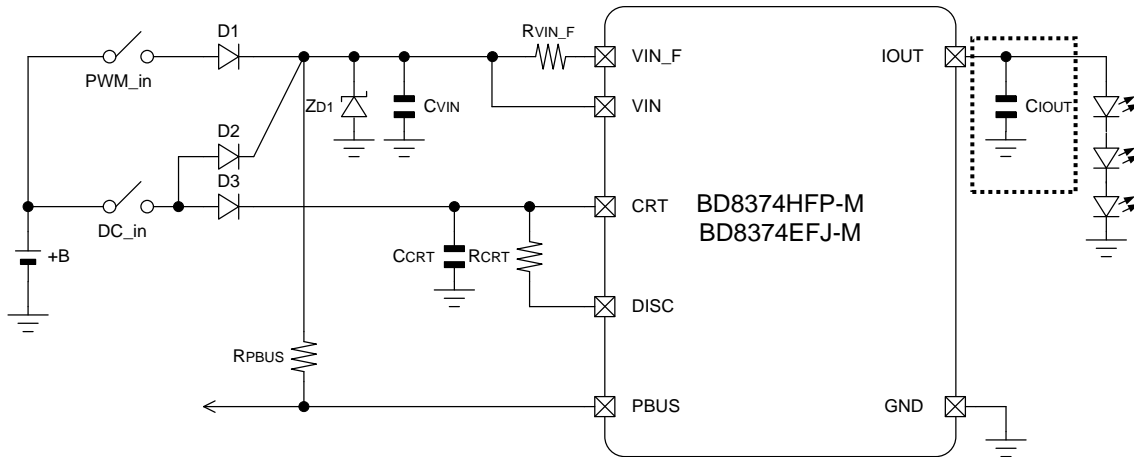 D1
RVIN_F
PWM_in
VIN_F
IOUT
ZD1
CVIN
VIN
CIOUT
D2
D3
CRT
BD8374HFP-M
BD8374EFJ-M
DC_in
+B
CCRT
RCRT
DISC
RPBUS
PBUS
GND